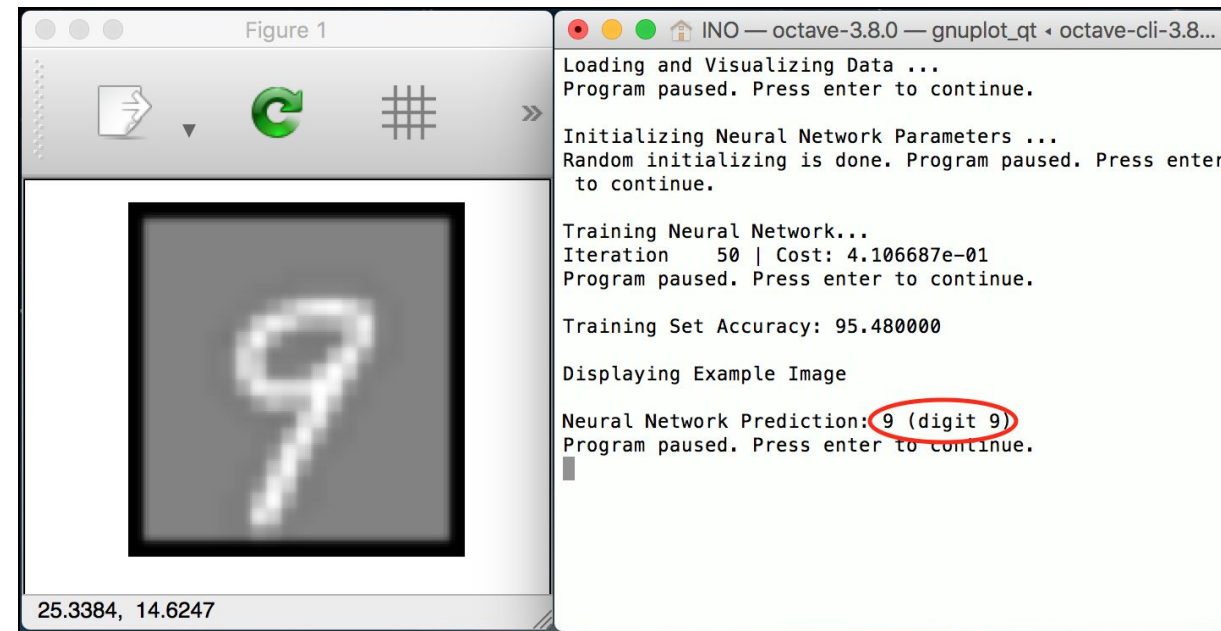 Figure 1
INO — octave-3.8.0 — gnuplot_qt ◂ octave-cli-3.8...
»
9
25.3384, 14.6247
Loading and Visualizing Data ...
Program paused. Press enter to continue.
Initializing Neural Network Parameters ...
Random initializing is done. Program paused. Press enter
to continue.
Training Neural Network...
Iteration    50 | Cost: 4.106687e-01
Program paused. Press enter to continue.
Training Set Accuracy: 95.480000
Displaying Example Image
Neural Network Prediction: 9 (digit 9)
Program paused. Press enter to continue.